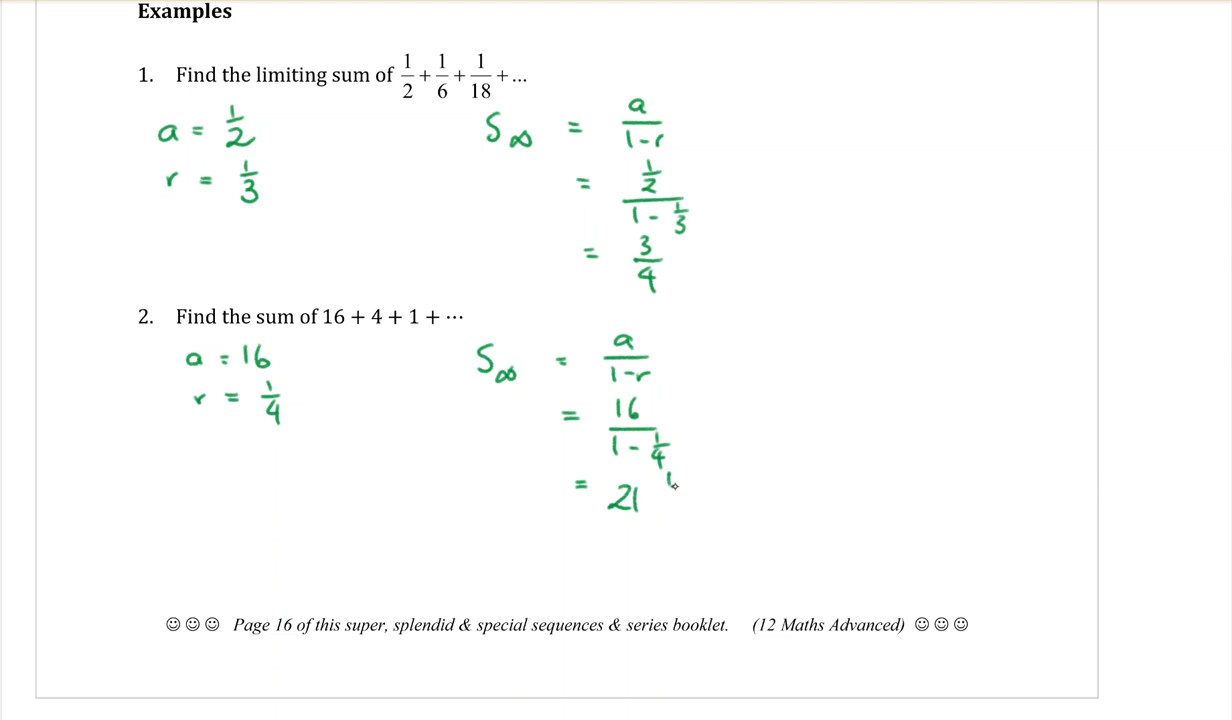 Examples
1. Find the limiting sum of 1/2 + 1/6 + 1/18 + ...
a = 1/2
r = 1/3
S∞ = a/(1-r)
= (1/2)/(1 - 1/3)
= 3/4
2. Find the sum of 16 + 4 + 1 + ⋯
a = 16
r = 1/4
S∞ = a/(1-r)
= 16/(1 - 1/4)
= 21
☺☺☺ Page 16 of this super, splendid & special sequences & series booklet. (12 Maths Advanced) ☺☺☺